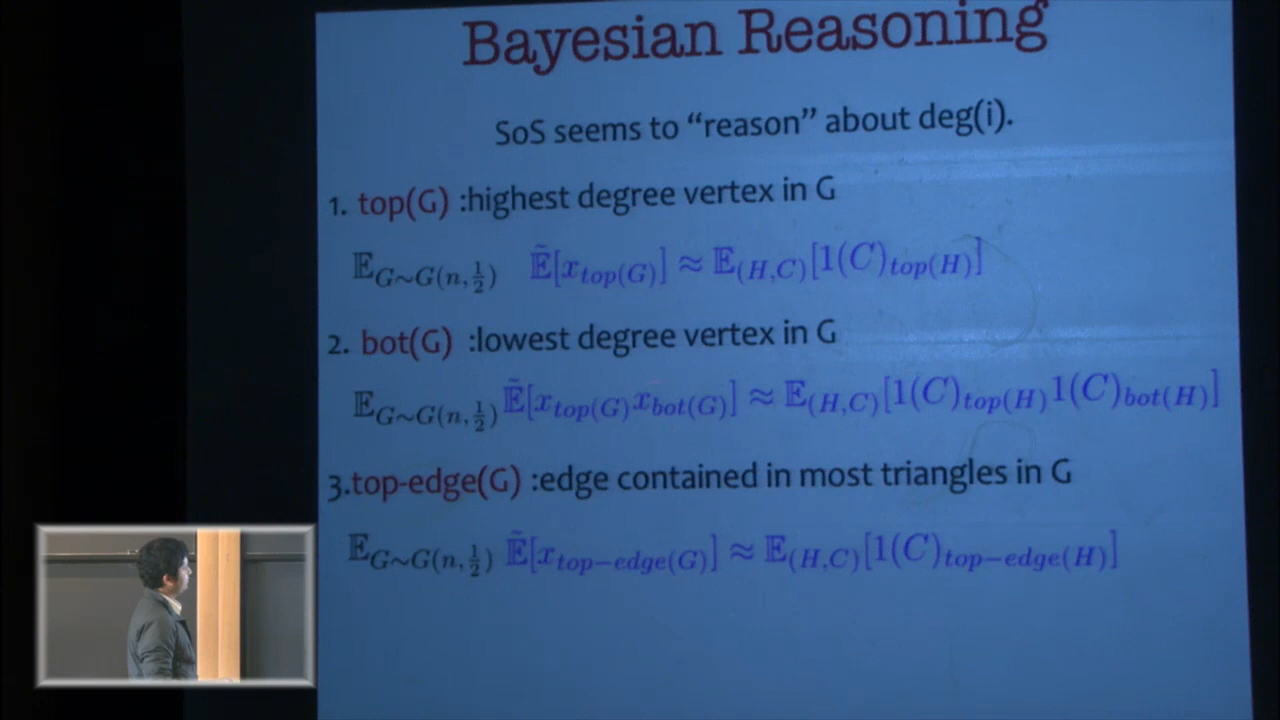 Bayesian Reasoning
SoS seems to “reason” about deg(i).
1. top(G) :highest degree vertex in G
𝔼_{G∼G(n,½)} 𝔼̃[x_{top(G)}] ≈ 𝔼_{(H,C)}[1(C)_{top(H)}]
2. bot(G) :lowest degree vertex in G
𝔼_{G∼G(n,½)} 𝔼̃[x_{top(G)}x_{bot(G)}] ≈ 𝔼_{(H,C)}[1(C)_{top(H)}1(C)_{bot(H)}]
3.top-edge(G) :edge contained in most triangles in G
𝔼_{G∼G(n,½)} 𝔼̃[x_{top−edge(G)}] ≈ 𝔼_{(H,C)}[1(C)_{top−edge(H)}]